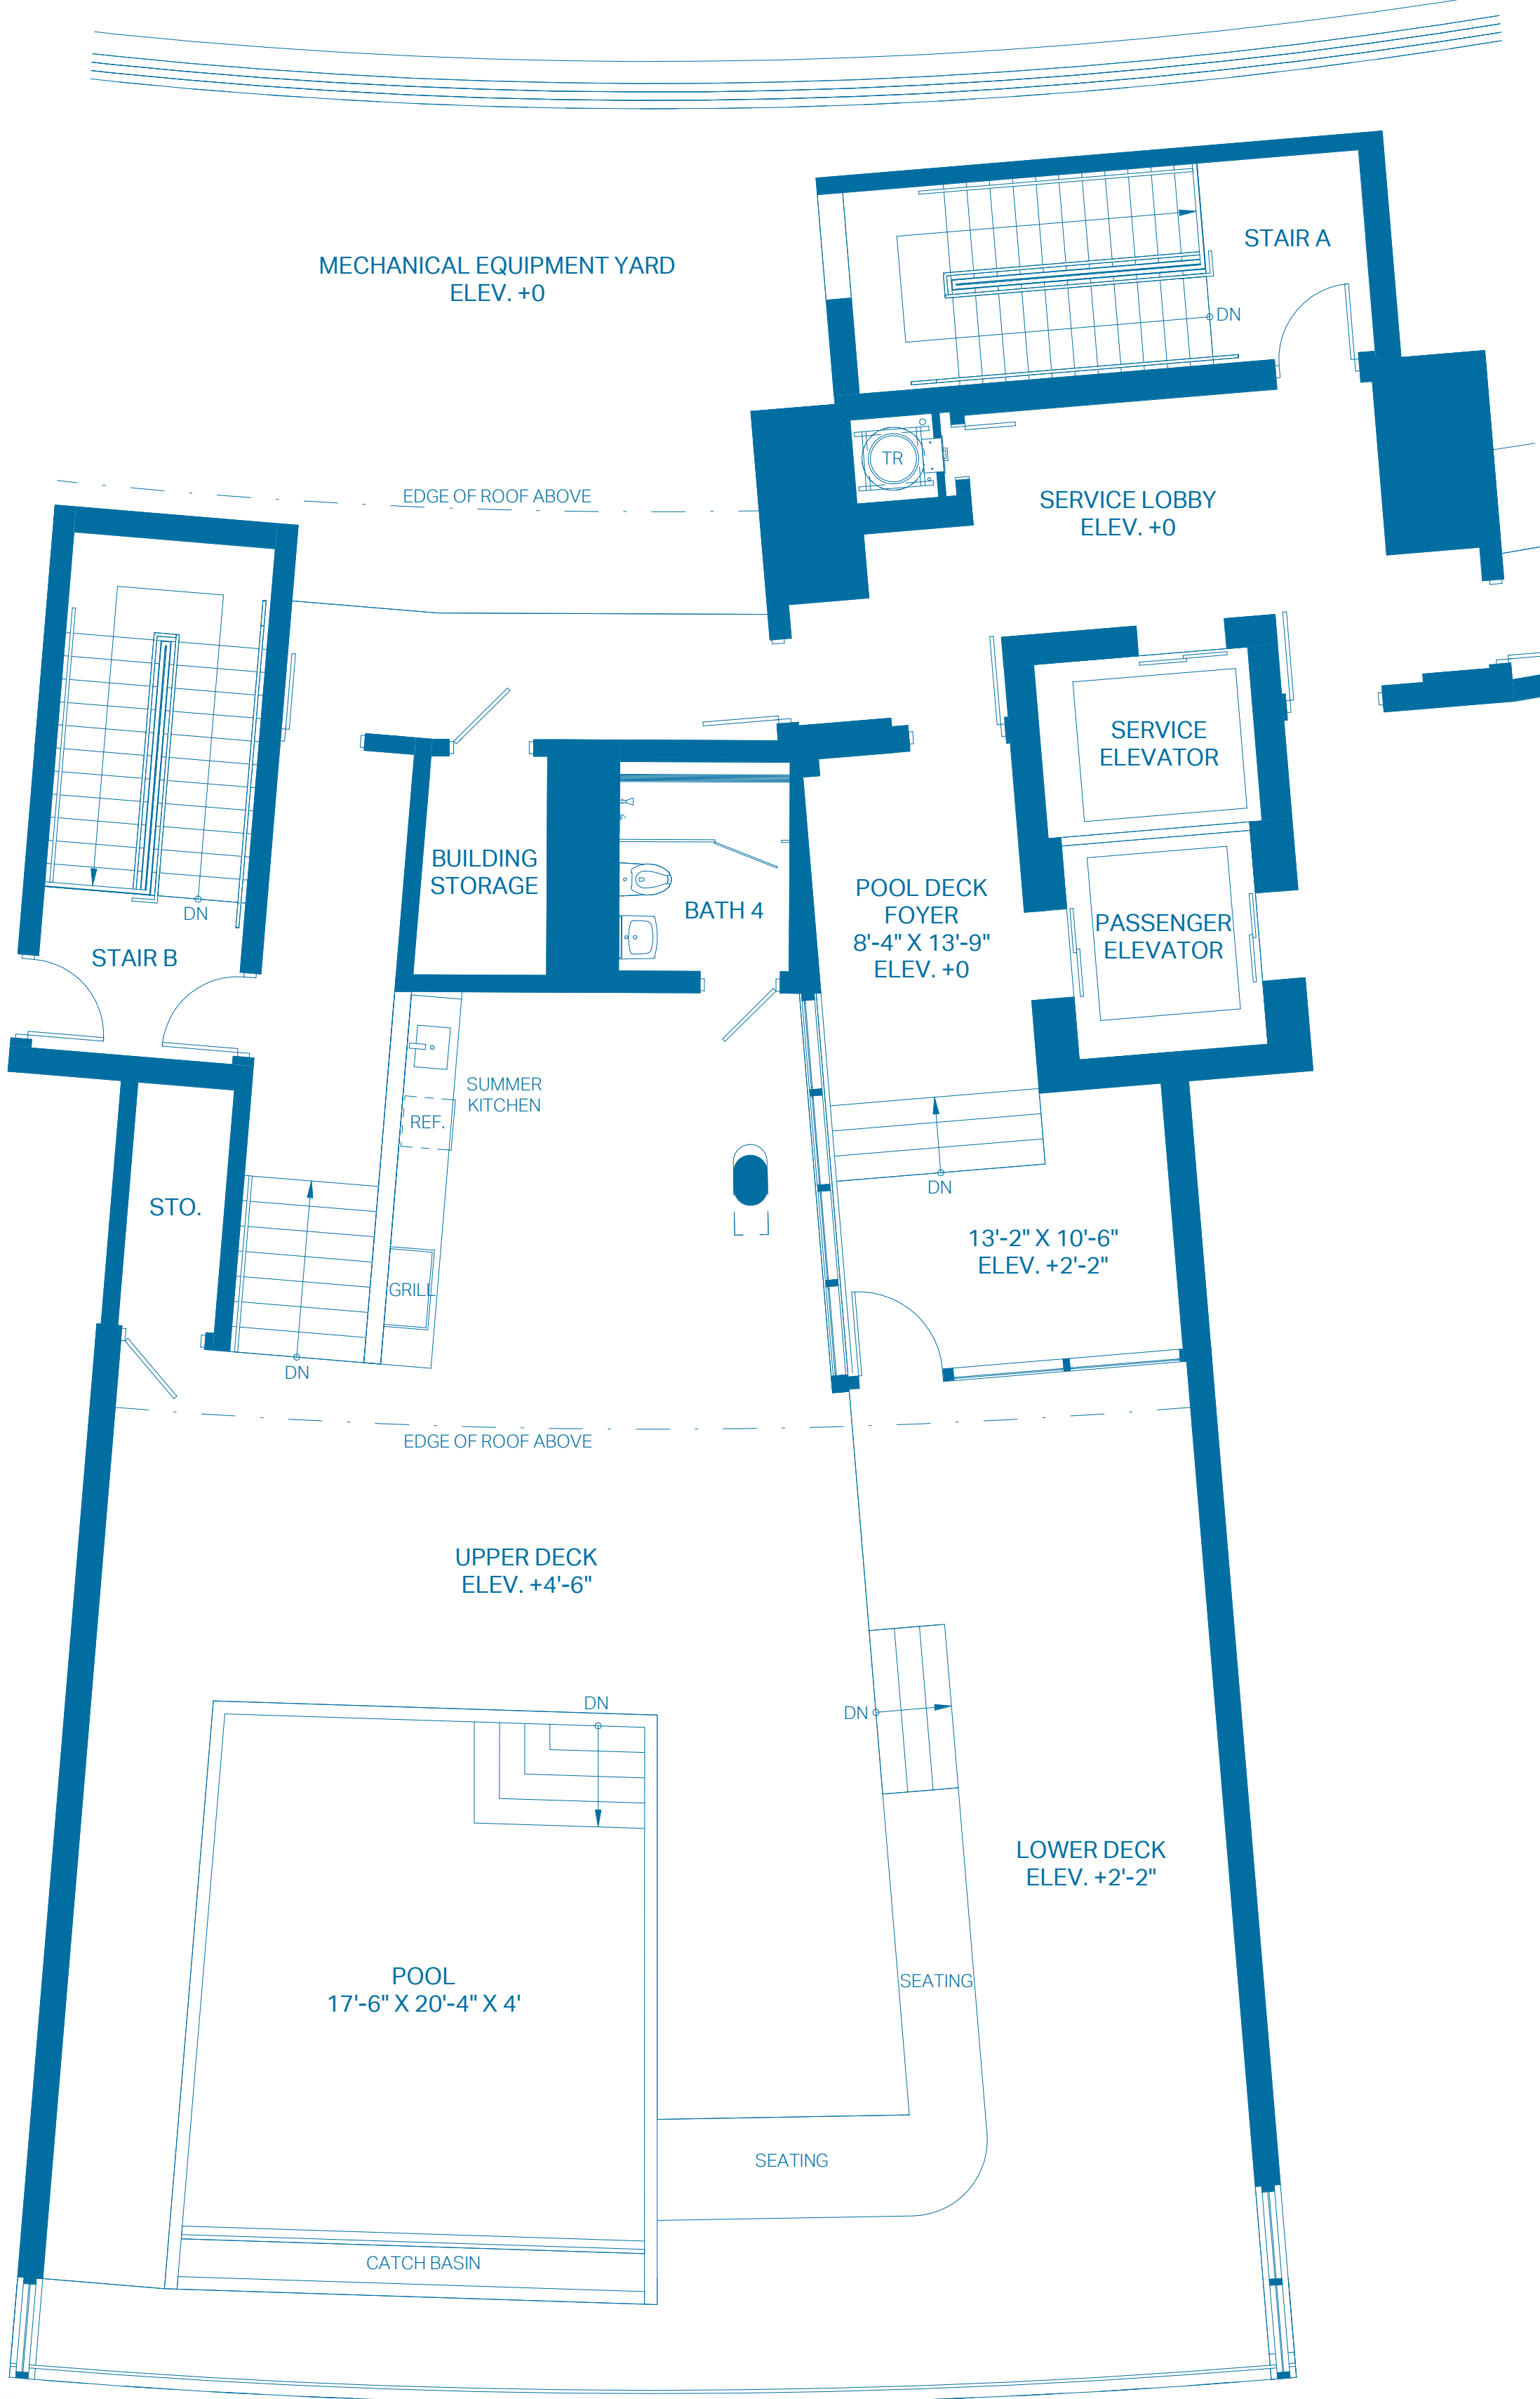 STAIR A
MECHANICAL EQUIPMENT YARD
ELEV. +0
DN
TR
EDGE OF ROOF ABOVE
SERVICE LOBBY
ELEV. +0
SERVICE
ELEVATOR
BUILDING
STORAGE
BATH 4
POOL DECK
FOYER
8'-4" X 13'-9"
ELEV. +0
PASSENGER
ELEVATOR
DN
STAIR B
SUMMER
KITCHEN
REF.
DN
STO.
13'-2" X 10'-6"
ELEV. +2'-2"
GRILL
DN
EDGE OF ROOF ABOVE
UPPER DECK
ELEV. +4'-6"
DN
DN
LOWER DECK
ELEV. +2'-2"
POOL
17'-6" X 20'-4" X 4'
SEATING
SEATING
CATCH BASIN